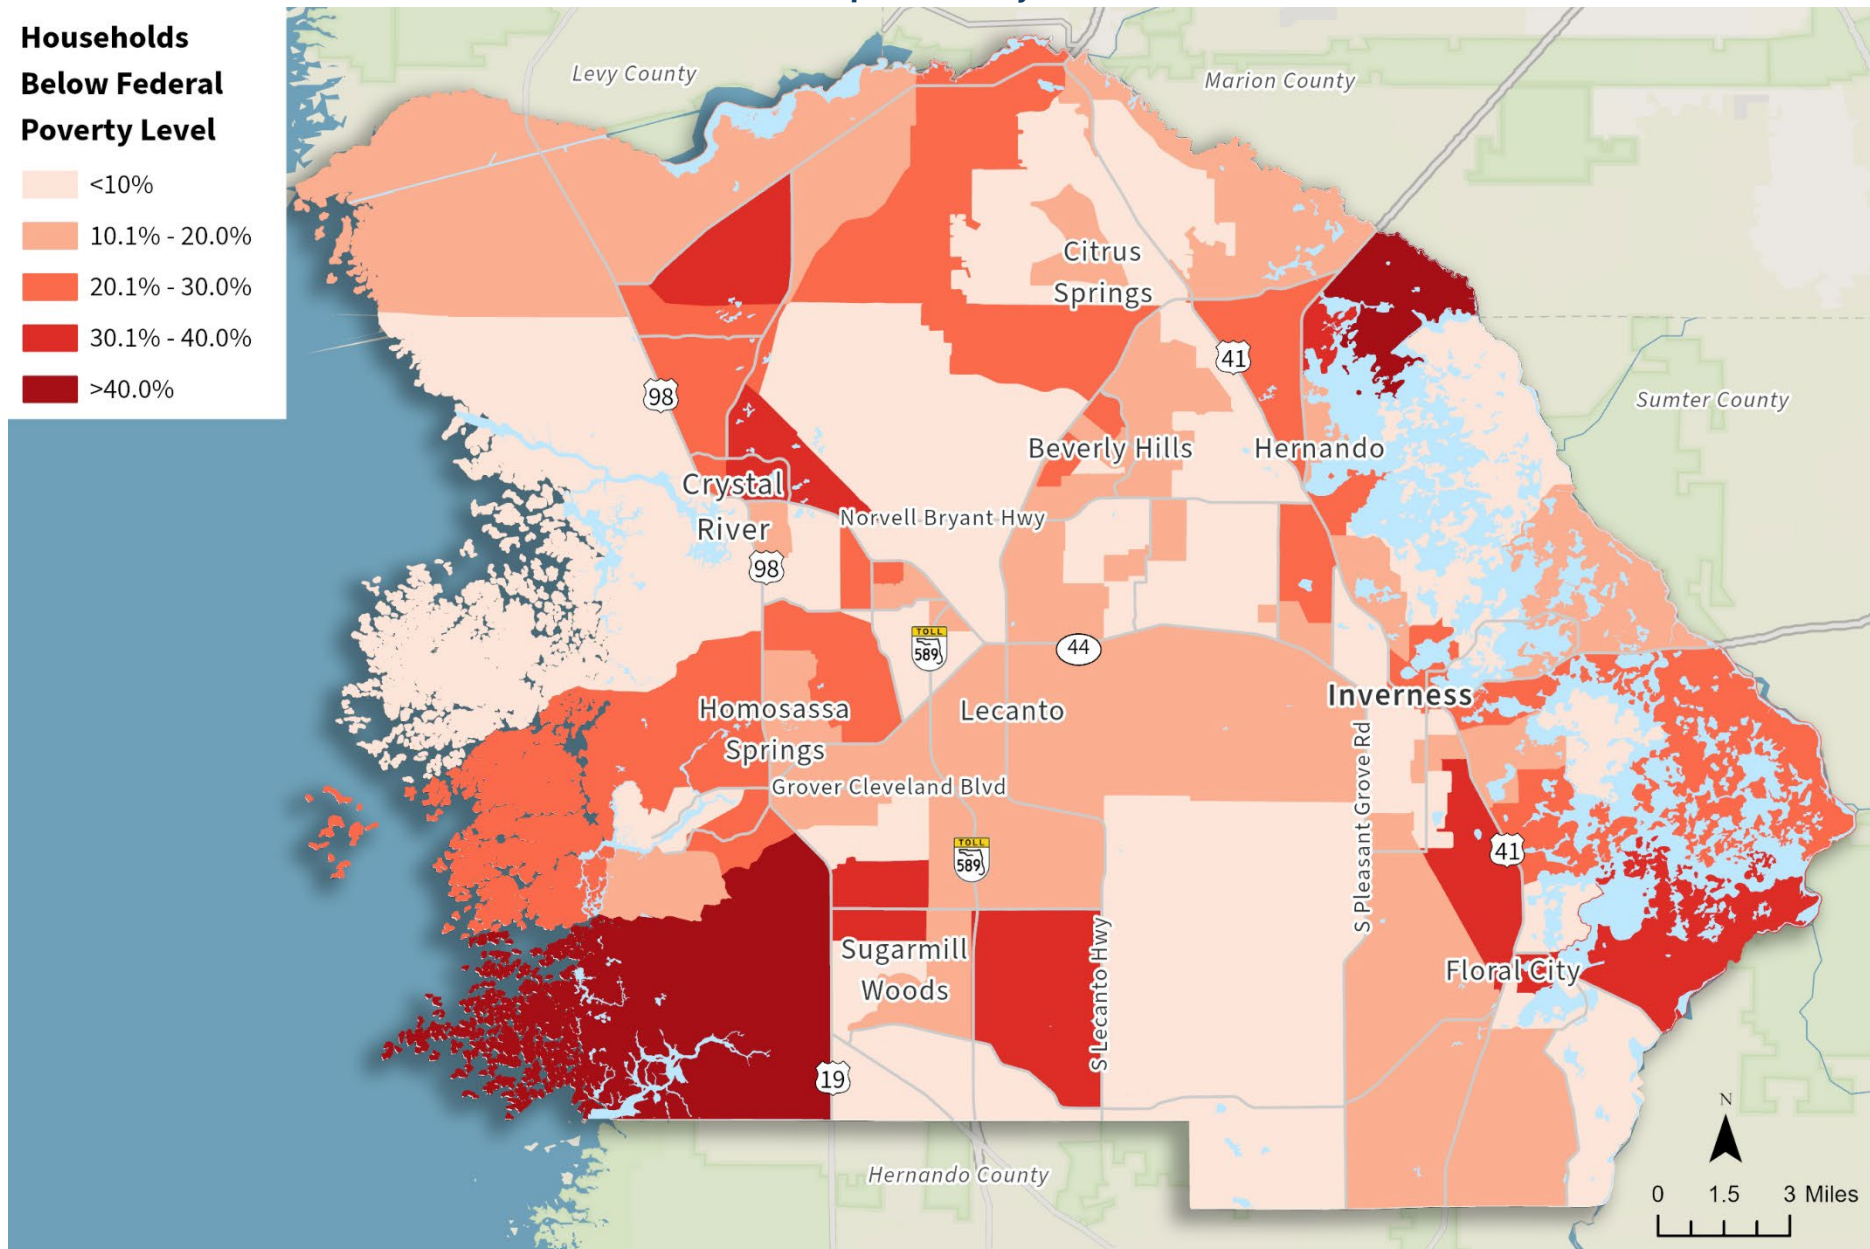 Households
Below Federal
Poverty Level
<10%
10.1% - 20.0%
20.1% - 30.0%
30.1% - 40.0%
>40.0%
Levy County
Marion County
Citrus
Springs
41
98
Sumter County
Beverly Hills
Hernando
Crystal
River
Norvell Bryant Hwy
98
TOLL
589
44
Homosassa
Springs
Lecanto
Inverness
S Pleasant Grove Rd
Grover Cleveland Blvd
TOLL
589
41
Sugarmill
Woods
S Lecanto Hwy
Floral City
19
Hernando County
N
0 1.5 3 Miles